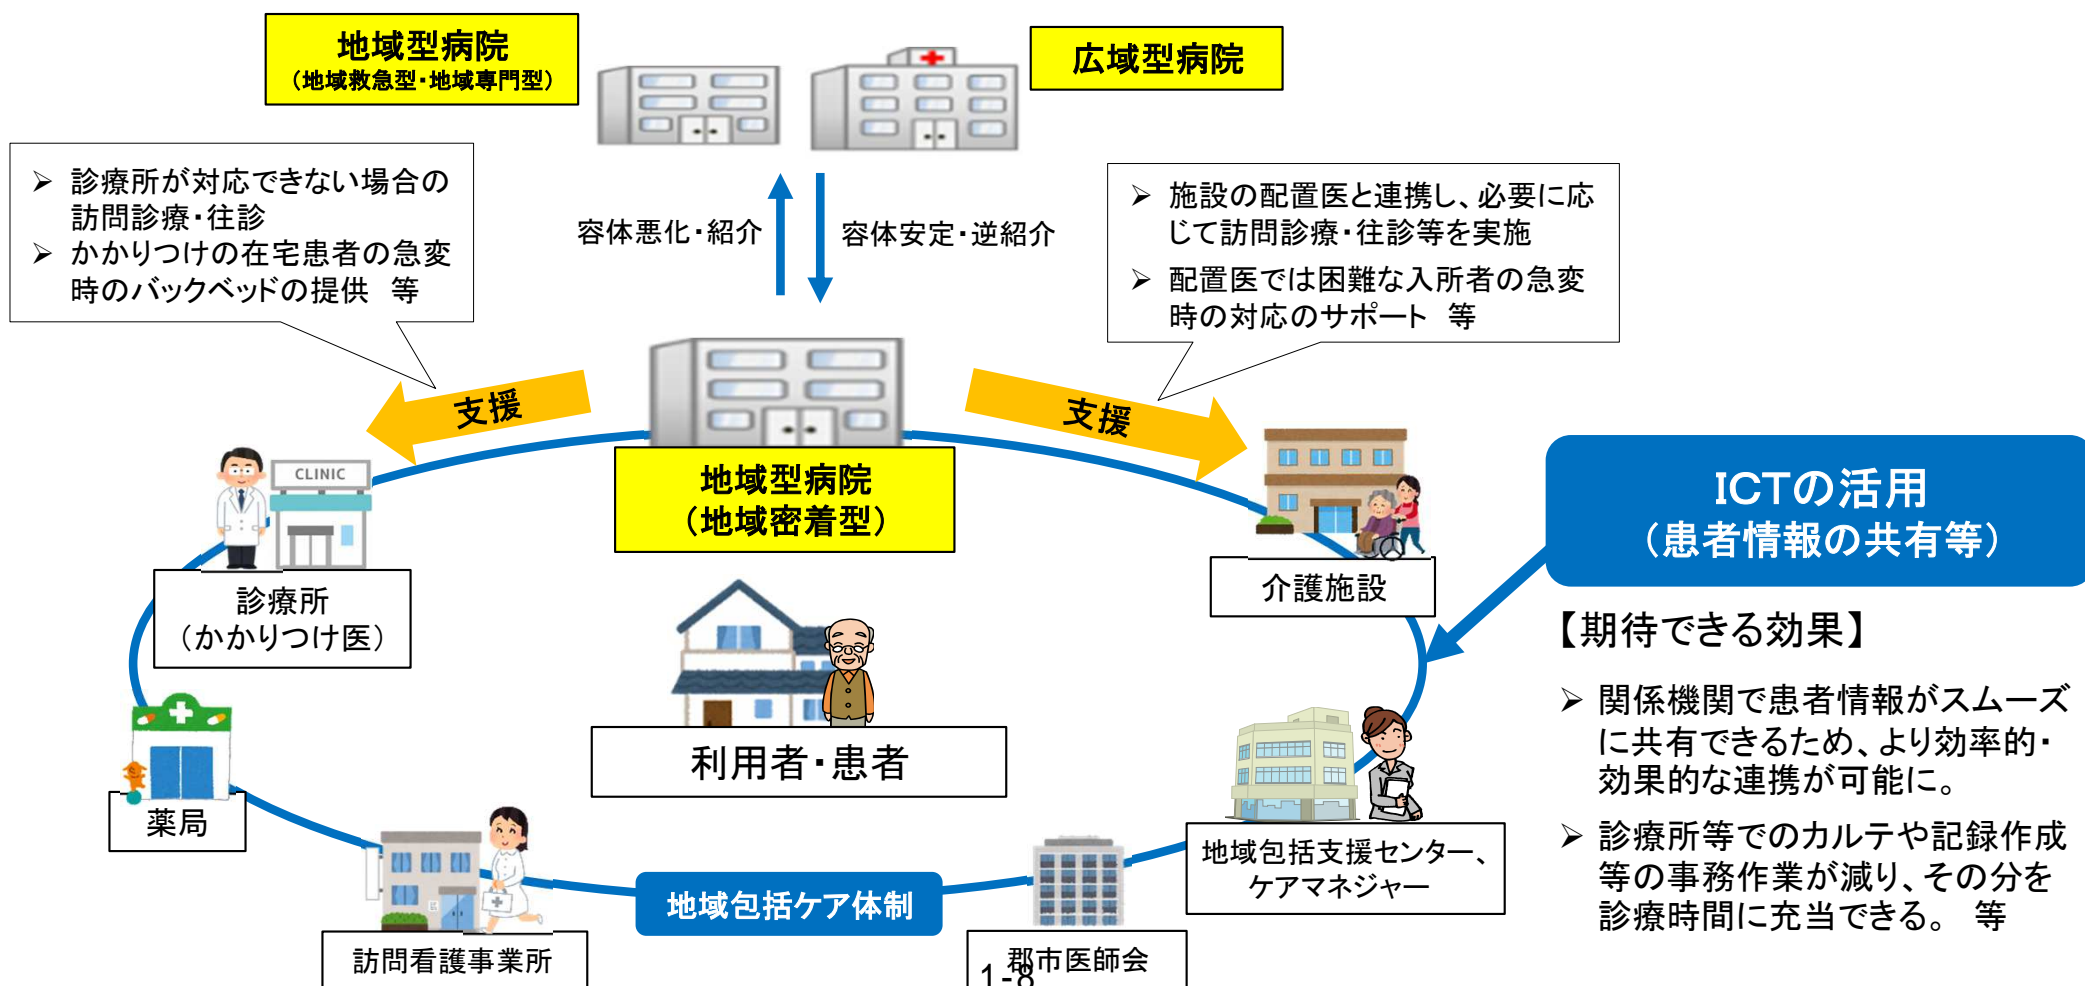 地域型病院
（地域救急型・地域専門型）
広域型病院
➢ 診療所が対応できない場合の
訪問診療・往診
➢ かかりつけの在宅患者の急変
時のバックベッドの提供　等
容体悪化・紹介
容体安定・逆紹介
➢ 施設の配置医と連携し、必要に応
じて訪問診療・往診等を実施
➢ 配置医では困難な入所者の急変
時の対応のサポート　等
支援
支援
CLINIC
地域型病院
（地域密着型）
ICTの活用
（患者情報の共有等）
診療所
（かかりつけ医）
介護施設
【期待できる効果】
➢ 関係機関で患者情報がスムーズ
に共有できるため、より効率的・
効果的な連携が可能に。
➢ 診療所等でのカルテや記録作成
等の事務作業が減り、その分を
診療時間に充当できる。　等
利用者・患者
薬局
地域包括支援センター、
ケアマネジャー
地域包括ケア体制
訪問看護事業所
郡市医師会
1-8